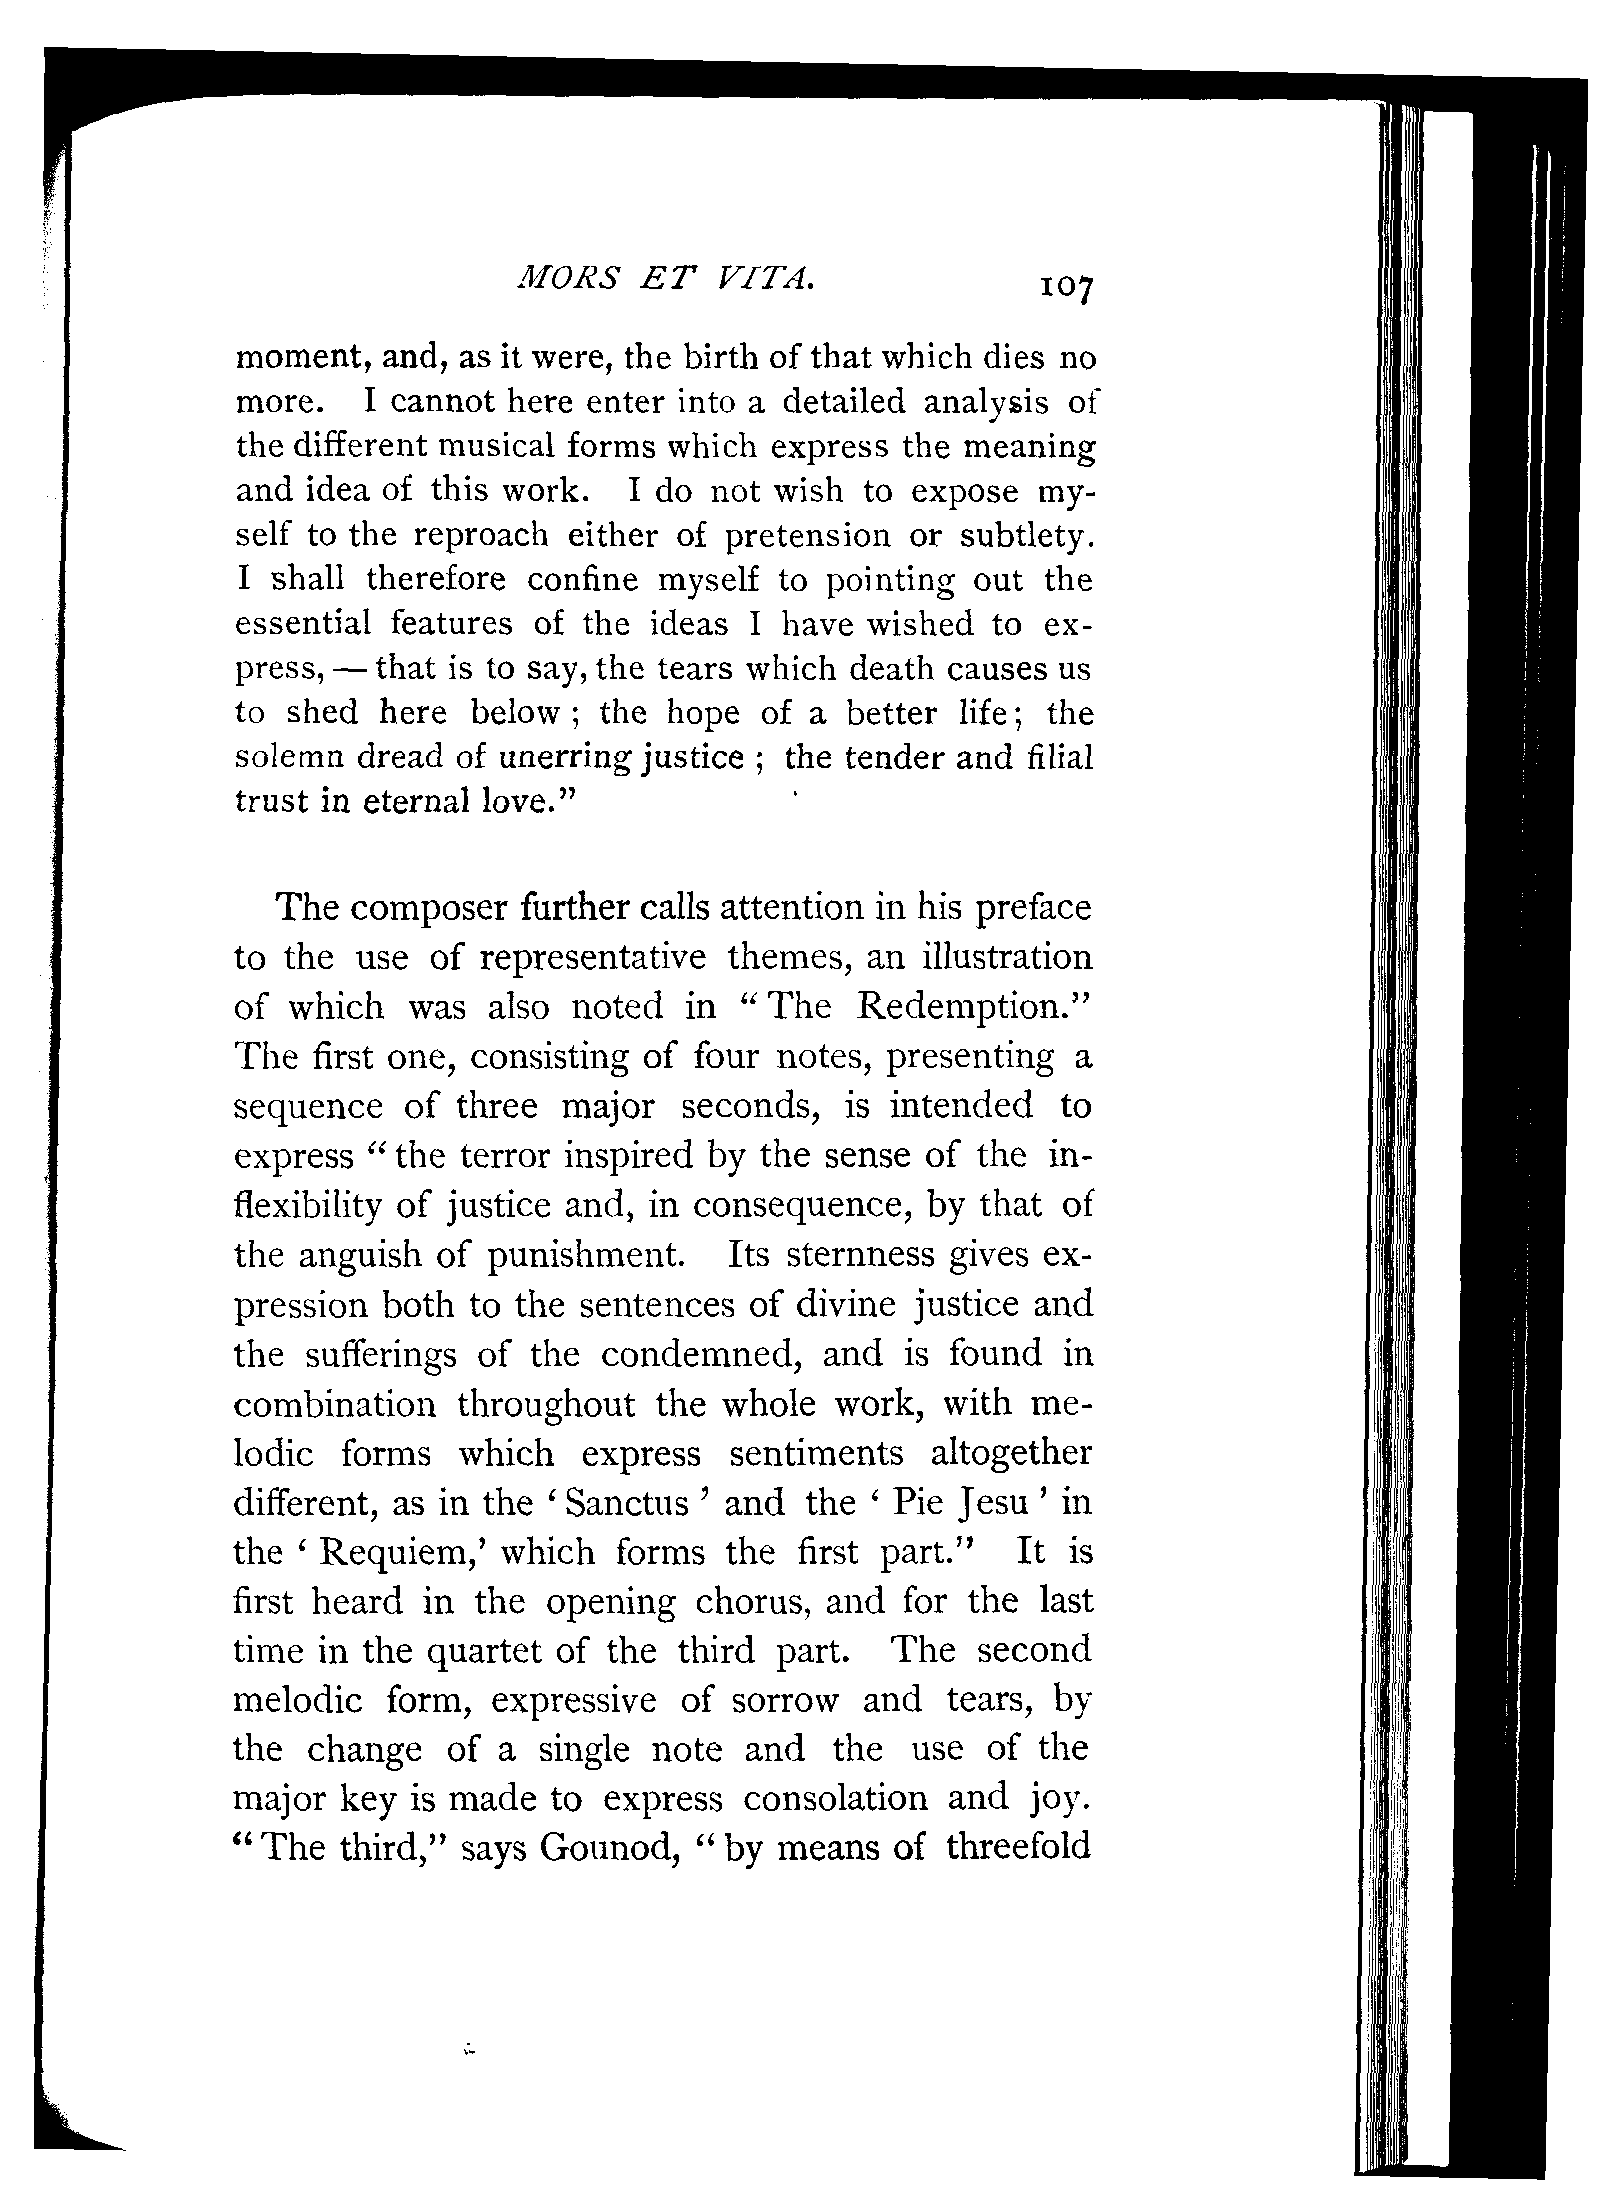 MORS ET VITA. 107
moment, and, as it were, the birth of that which dies no
more. I cannot here enter into a detailed analysis of
the different musical forms which express the meaning
and idea of this work. I do not wish to expose my-
self to the reproach either of pretension or subtlety.
I shall therefore confine myself to pointing out the
essential features of the ideas I have wished to ex-
press, — that is to say, the tears which death causes us
to shed here below ; the hope of a better life ; the
solemn dread of unerring justice ; the tender and filial
trust in eternal love."
The composer further calls attention in his preface
to the use of representative themes, an illustration
of which was also noted in " The Redemption."
The first one, consisting of four notes, presenting a
sequence of three major seconds, is intended to
express " the terror inspired by the sense of the in-
flexibility of justice and, in consequence, by that of
the anguish of punishment. Its sternness gives ex-
pression both to the sentences of divine justice and
the sufferings of the condemned, and is found in
combination throughout the whole work, with me-
lodic forms which express sentiments altogether
different, as in the ‘ Sanctus ’ and the ‘ Pie Jesu ’ in
the ‘ Requiem,’ which forms the first part." It is
first heard in the opening chorus, and for the last
time in the quartet of the third part. The second
melodic form, expressive of sorrow and tears, by
the change of a single note and the use of the
major key is made to express consolation and joy.
" The third," says Gounod, " by means of threefold